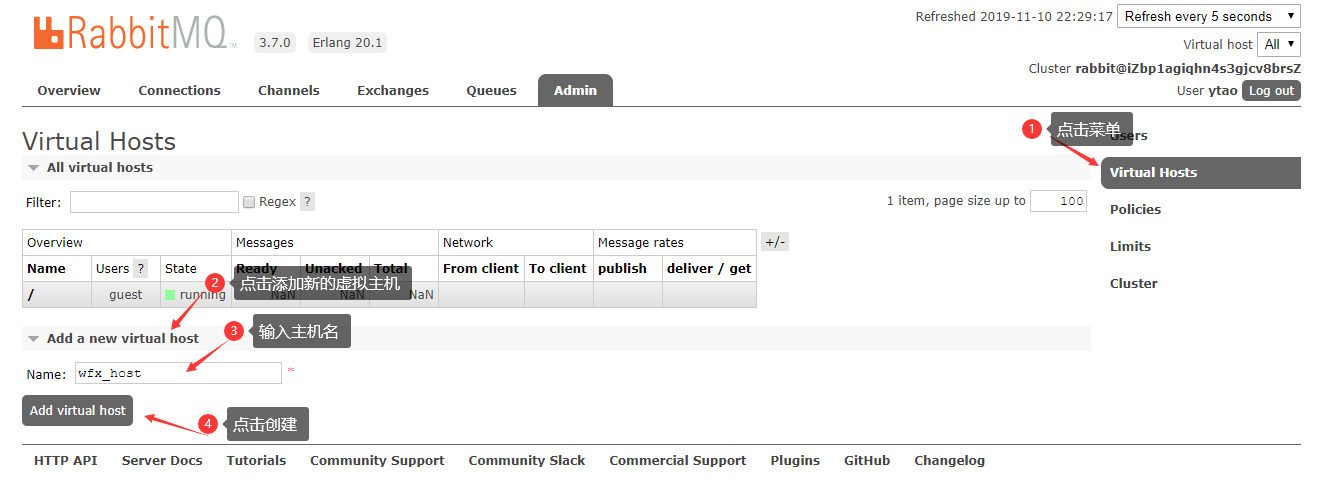 Refreshed 2019-11-10 22:29:17 Refresh every 5 seconds
RabbitMQ TM 3.7.0 Erlang 20.1
Virtual host All
Cluster rabbit@iZbp1agiqhn4s3gjcv8brsZ
User ytao Log out
Overview Connections Channels Exchanges Queues Admin
1 点击菜单
Users
Virtual Hosts
Policies
Limits
Cluster
Virtual Hosts
All virtual hosts
Filter: Regex ? 1 item, page size up to 100
Overview Messages Network Message rates +/-
Name Users ? State Ready Unacked Total From client To client publish deliver / get
/ guest running NaN NaN NaN
2 点击添加新的虚拟主机
Add a new virtual host
3 输入主机名
Name: wfx_host *
Add virtual host
4 点击创建
HTTP API Server Docs Tutorials Community Support Community Slack Commercial Support Plugins GitHub Changelog